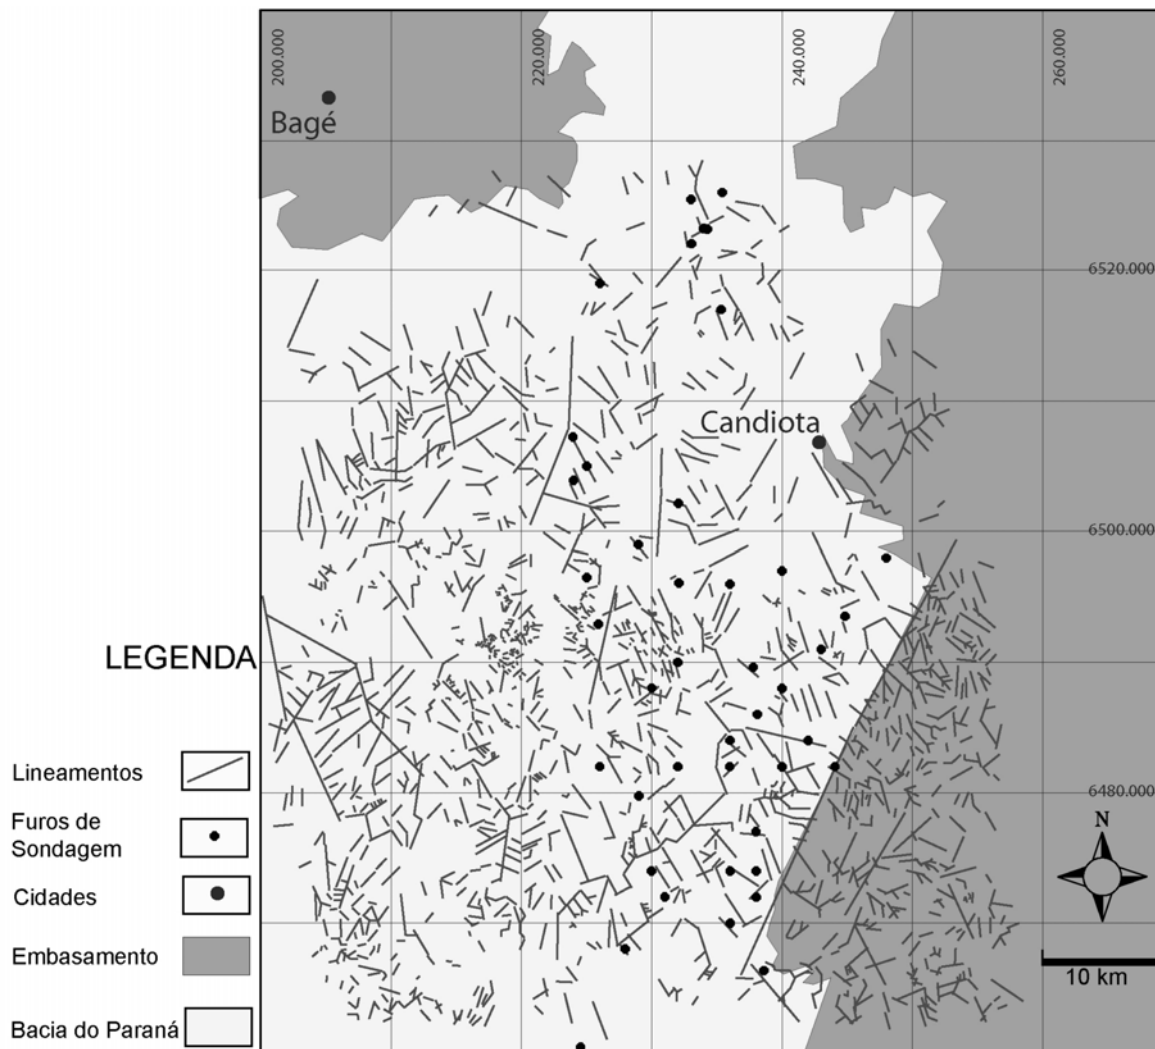 200.000
220.000
240.000
260.000
Bagé
6520.000
Candiota
6500.000
LEGENDA
Lineamentos
6480.000
Furos de
Sondagem
N
Cidades
Embasamento
10 km
Bacia do Paraná